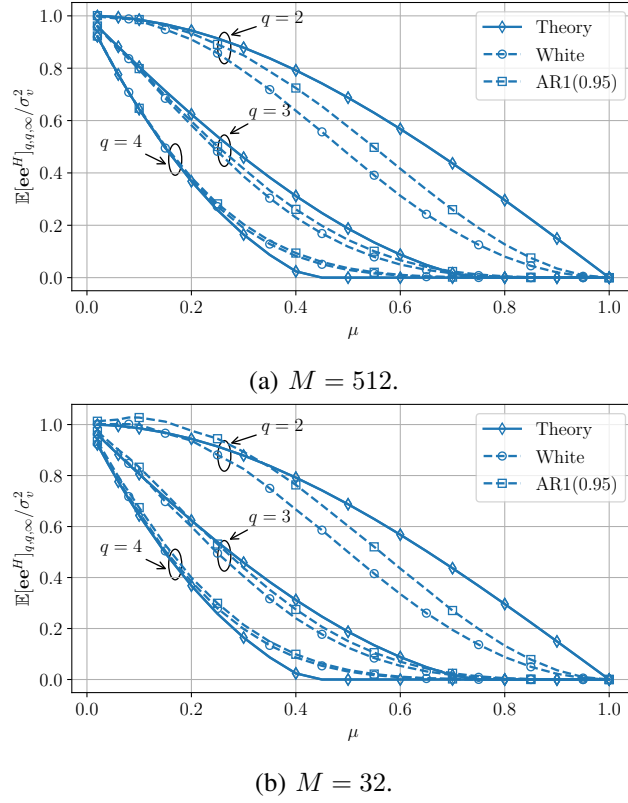 1.0
0.8
0.6
0.4
0.2
0.0
𝔼[𝐞𝐞ᴴ]q,q,∞/σ²ᵥ
q = 2
q = 3
q = 4
Theory
White
AR1(0.95)
0.0 0.2 0.4 0.6 0.8 1.0
μ
(a) M = 512.
1.0
0.8
0.6
0.4
0.2
0.0
𝔼[𝐞𝐞ᴴ]q,q,∞/σ²ᵥ
q = 2
q = 3
q = 4
Theory
White
AR1(0.95)
0.0 0.2 0.4 0.6 0.8 1.0
μ
(b) M = 32.